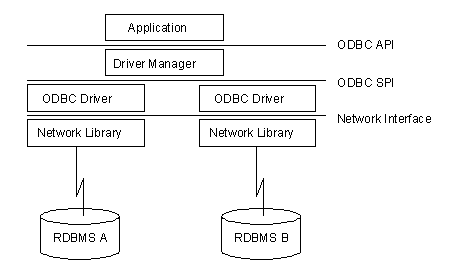 Application
ODBC API
Driver Manager
ODBC SPI
ODBC Driver
ODBC Driver
Network Interface
Network Library
Network Library
RDBMS A
RDBMS B